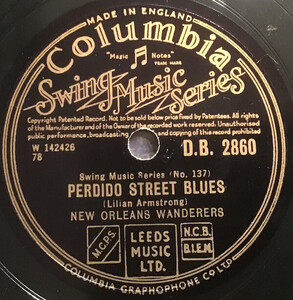 MADE IN ENGLAND
Columbia
"Magic Notes"
TRADE MARK
Swing Music Series
Copyright Patented Record. Not to be sold below price fixed by Patentees. All rights
of the Manufacturer and of the Owner of the recorded work reserved. Unauthorised
public performance, broadcasting and copying of this record prohibited
W 142426
78
D.B. 2860
Swing Music Series (No. 137)
PERDIDO STREET BLUES
(Lilian Armstrong)
NEW ORLEANS WANDERERS
M.C.P.S.
LEEDS
MUSIC
LTD.
N.C.B.
B.I.E.M.
COLUMBIA GRAPHOPHONE Co LTD